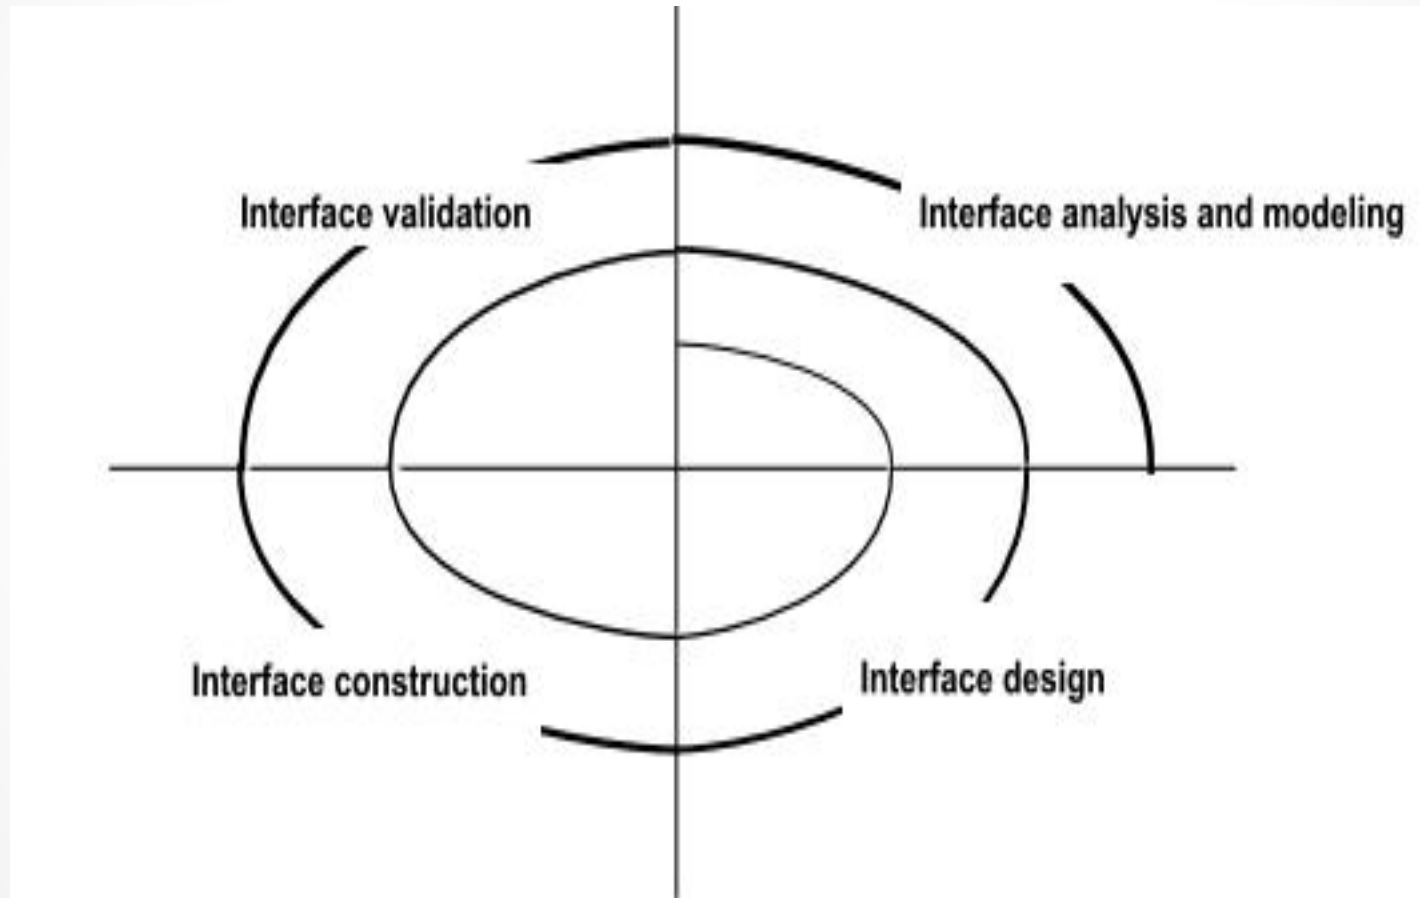 Interface validation
Interface analysis and modeling
Interface construction
Interface design